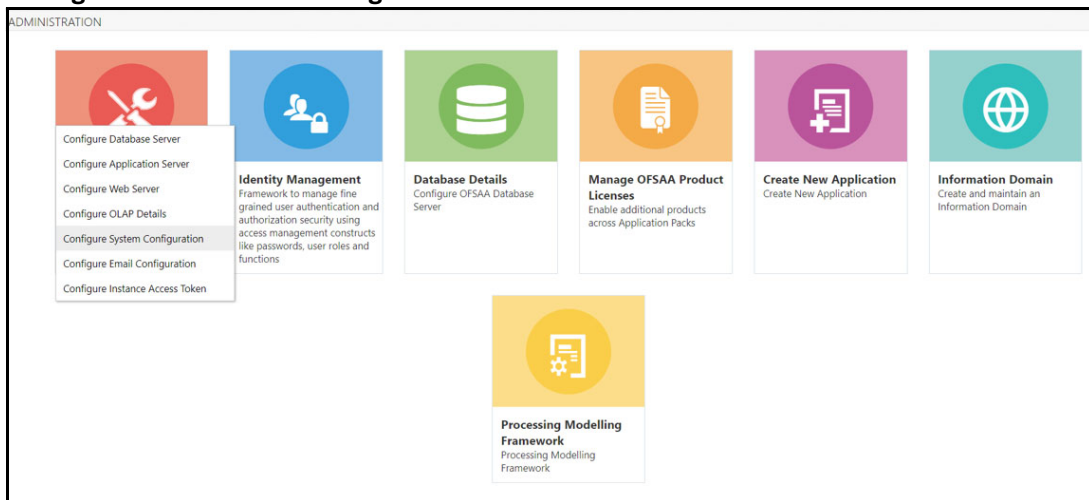 ADMINISTRATION
Configure Database Server
Configure Application Server
Configure Web Server
Configure OLAP Details
Configure System Configuration
Configure Email Configuration
Configure Instance Access Token
Identity Management
Framework to manage fine
grained user authentication and
authorization security using
access management constructs
like passwords, user roles and
functions
Database Details
Configure OFSAA Database
Server
Manage OFSAA Product
Licenses
Enable additional products
across Application Packs
Create New Application
Create New Application
Information Domain
Create and maintain an
Information Domain
Processing Modelling
Framework
Processing Modelling
Framework